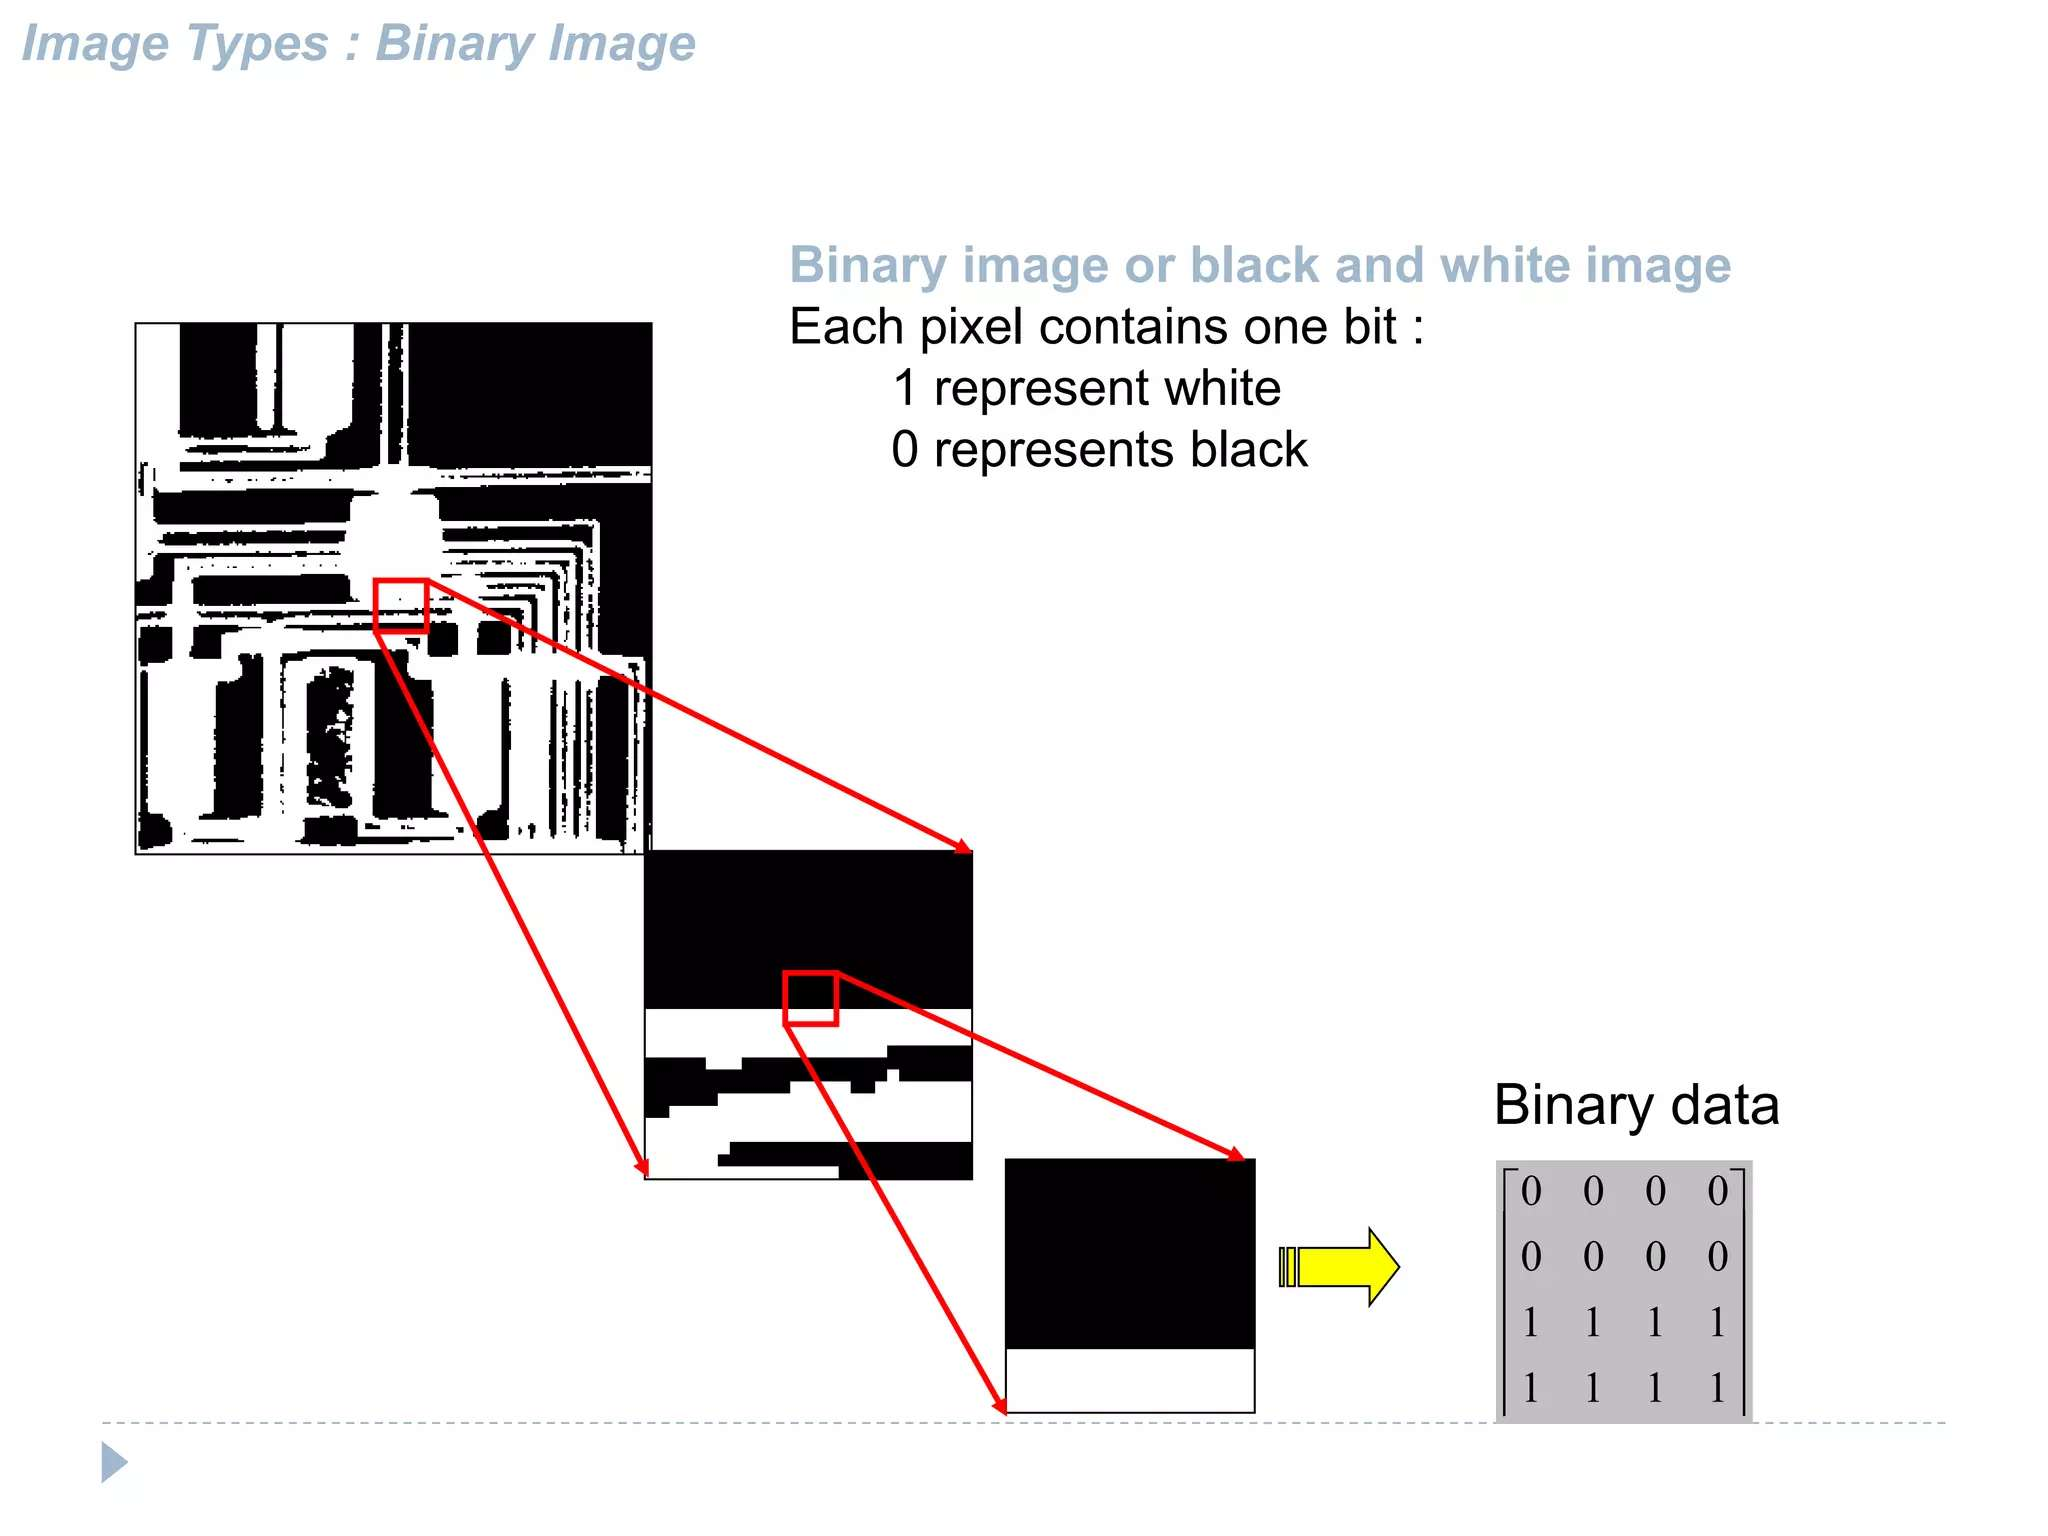 Image Types : Binary Image
Binary image or black and white image
Each pixel contains one bit :
1 represent white
0 represents black
Binary data
0 0 0 0
0 0 0 0
1 1 1 1
1 1 1 1